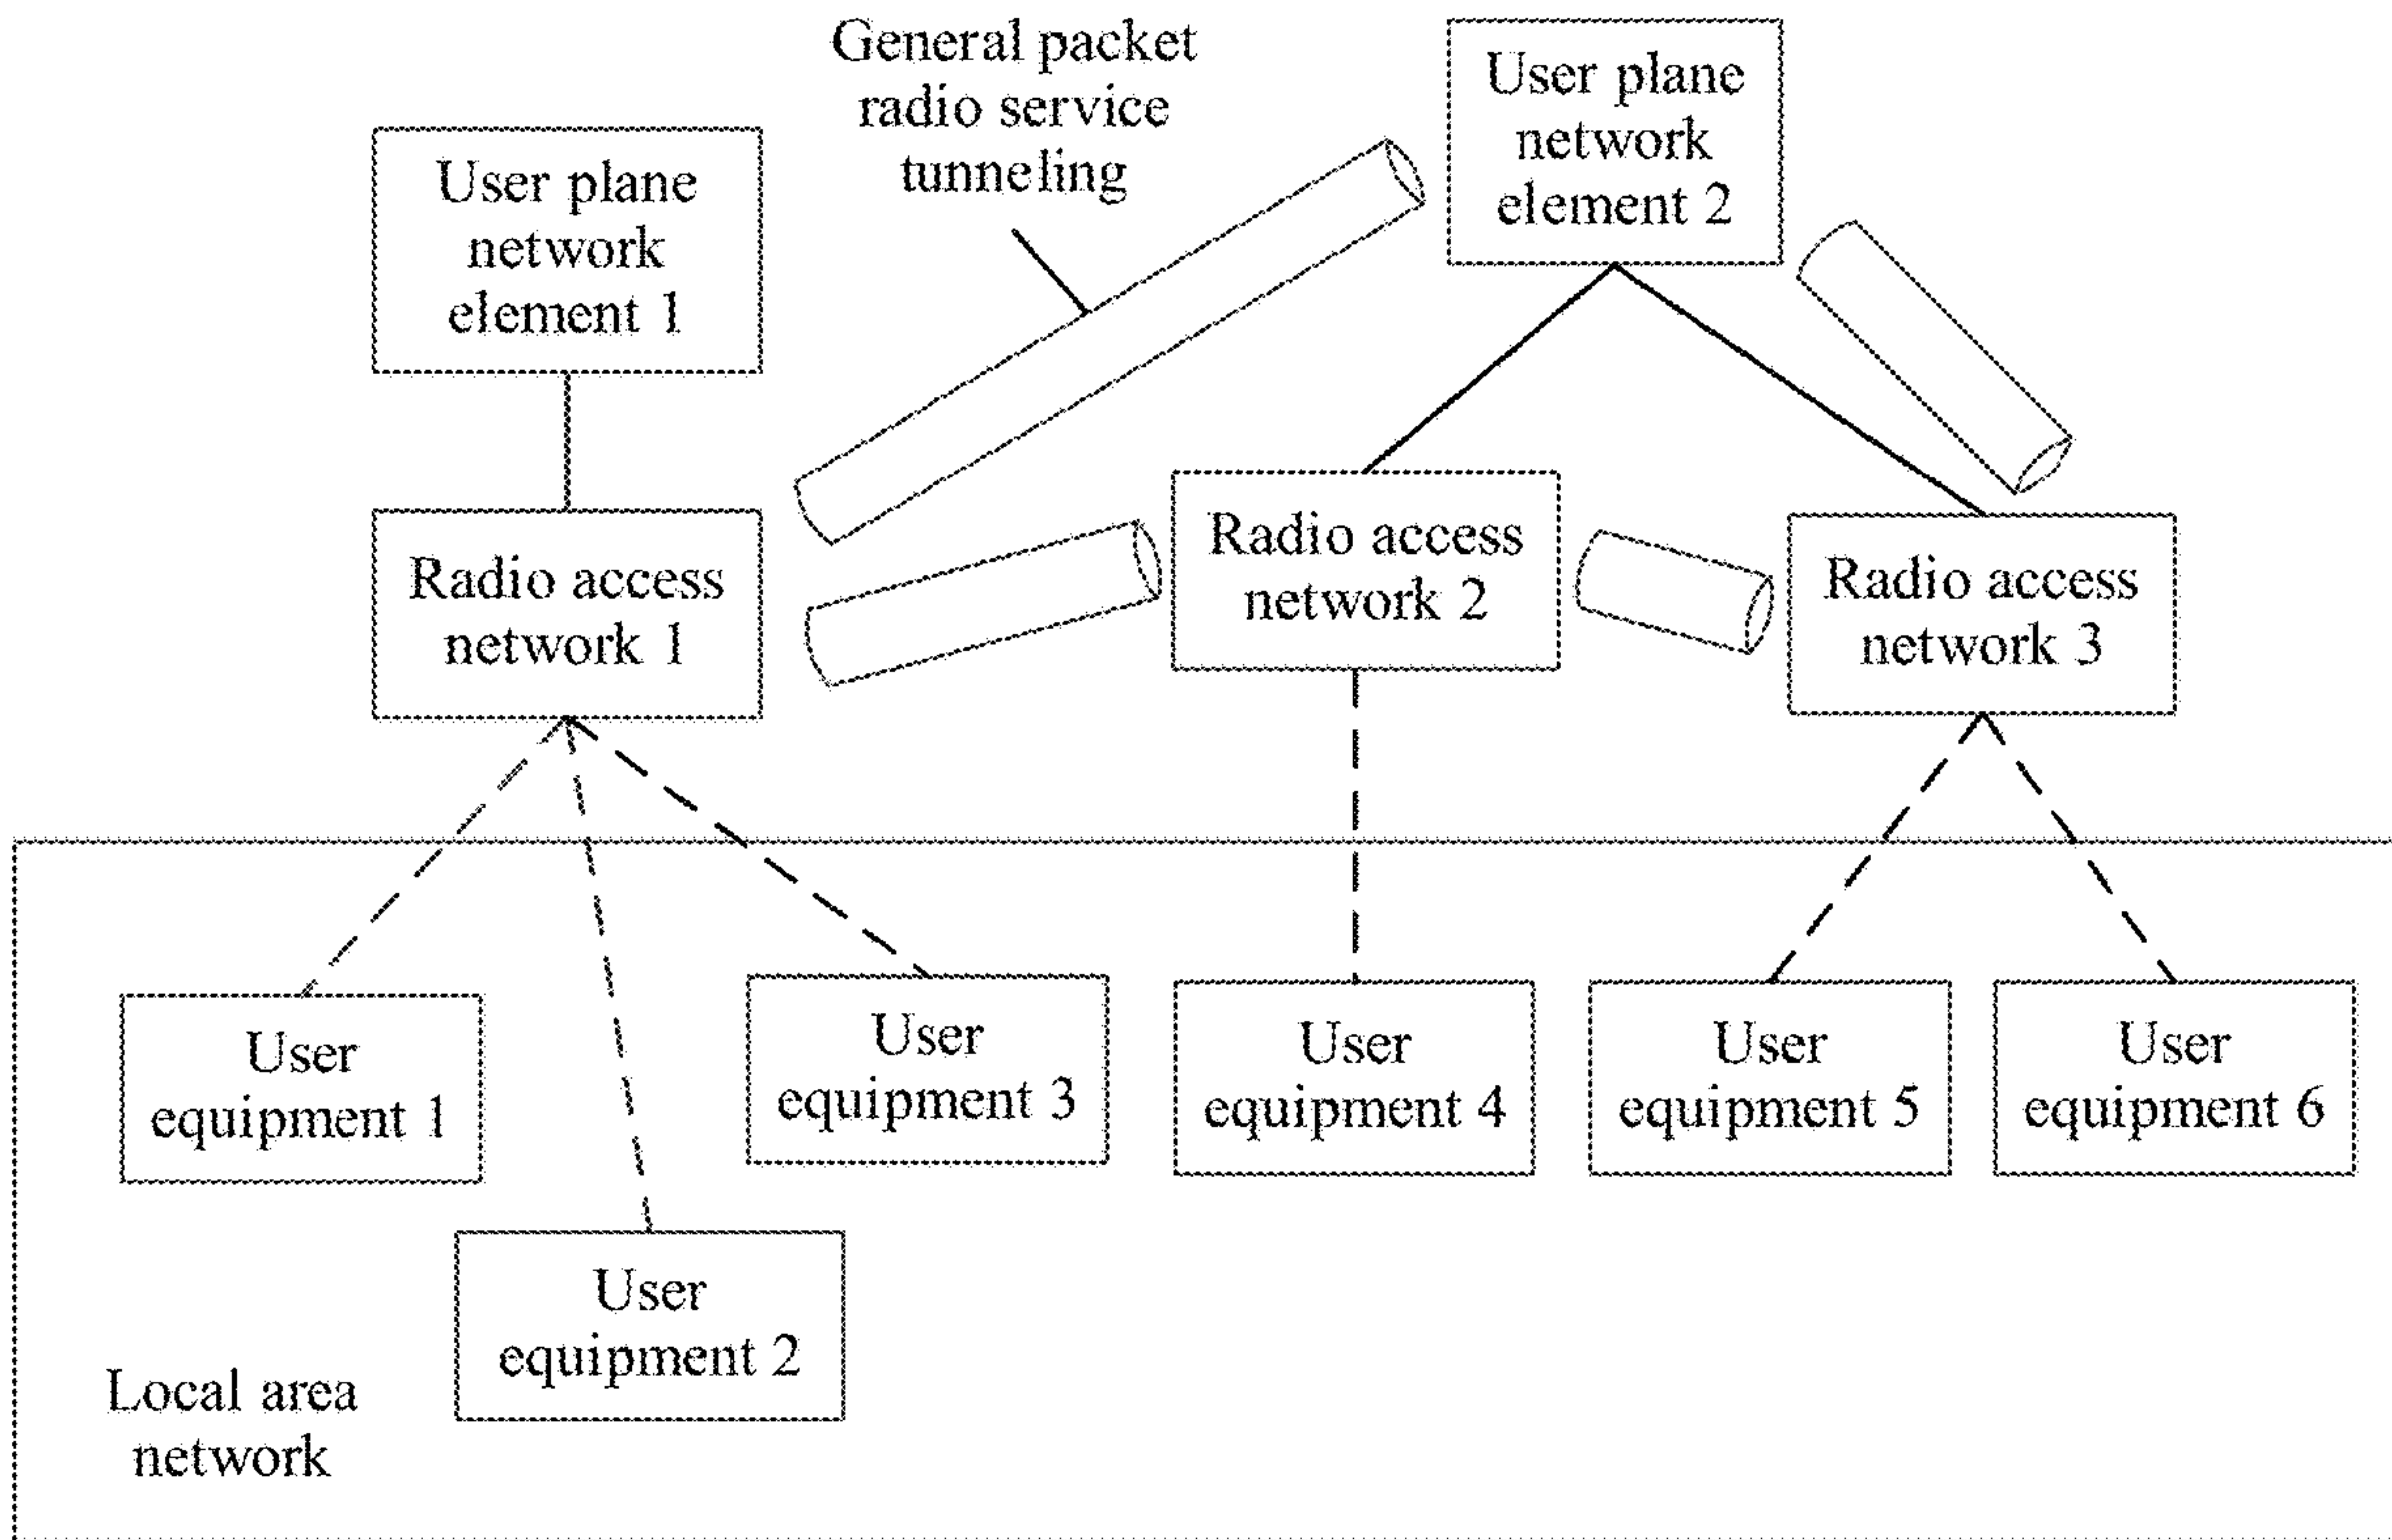 General packet
radio service
tunneling
User plane
network
element 2
User plane
network
element 1
Radio access
network 1
Radio access
network 2
Radio access
network 3
User
equipment 1
User
equipment 2
User
equipment 3
User
equipment 4
User
equipment 5
User
equipment 6
Local area
network